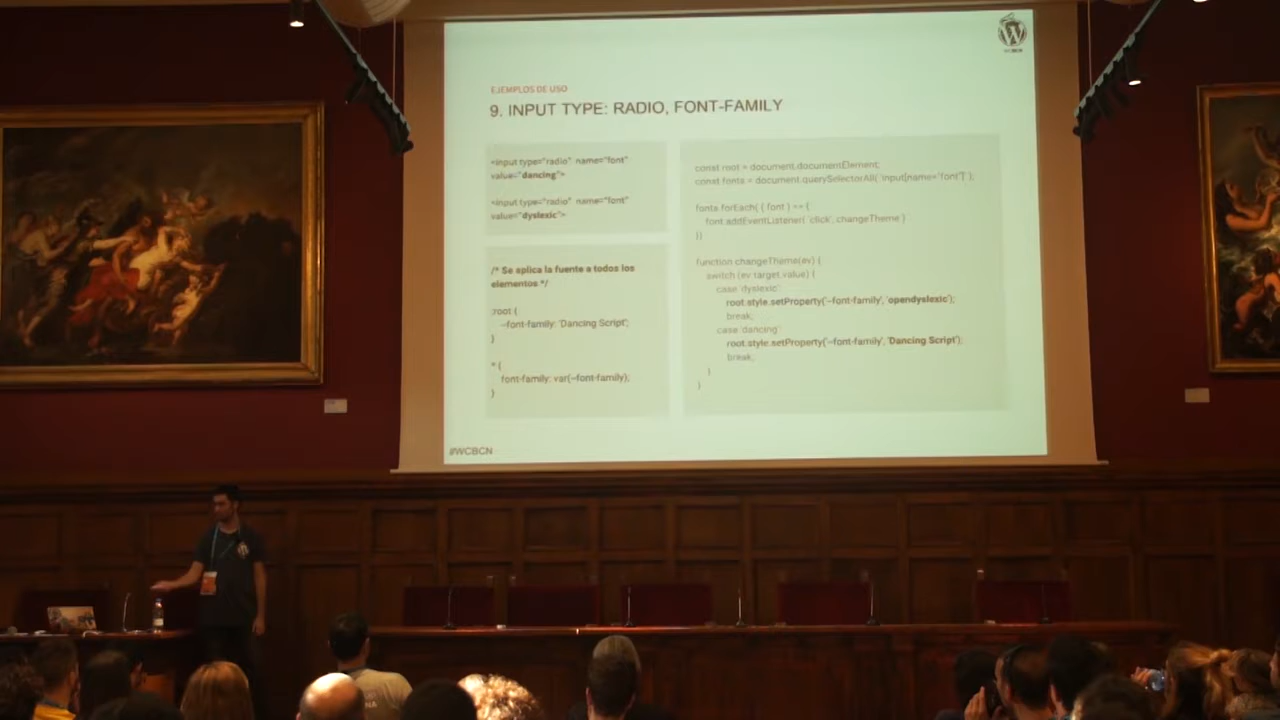 EJEMPLOS DE USO
9. INPUT TYPE: RADIO, FONT-FAMILY
<input type="radio" name="font"
value="dancing">
<input type="radio" name="font"
value="dyslexic">
/* Se aplica la fuente a todos los
elementos */
:root {
--font-family: 'Dancing Script';
}
* {
font-family: var(--font-family);
}
const root = document.documentElement;
const fonts = document.querySelectorAll( 'input[name="font"]' );
fonts.forEach( ( font ) => {
font.addEventListener( 'click', changeTheme )
})
function changeTheme(ev) {
switch (ev.target.value) {
case 'dyslexic':
root.style.setProperty('--font-family', 'opendyslexic');
break;
case 'dancing':
root.style.setProperty('--font-family', 'Dancing Script');
break;
}
}
#WCBCN